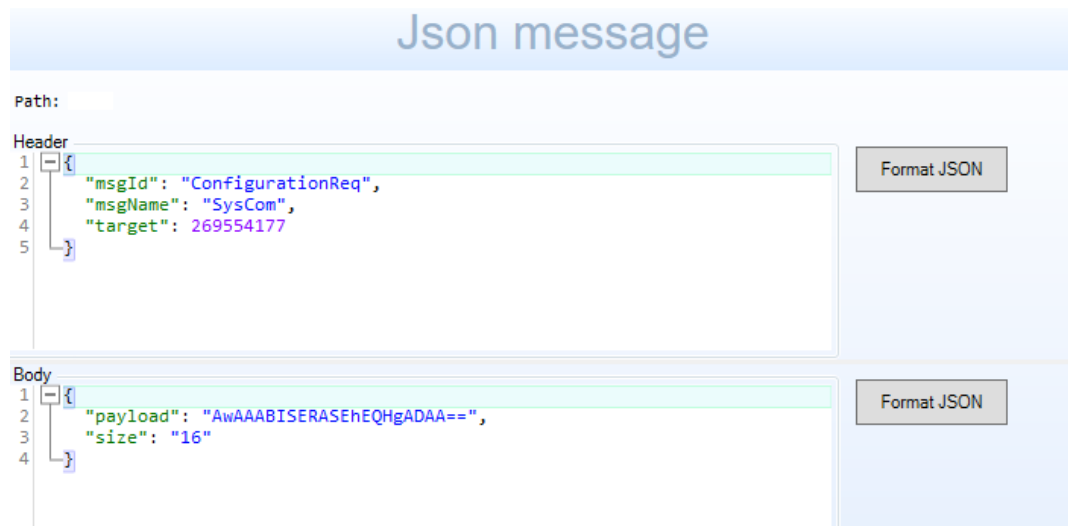 Json message
Path:
Header
1 {
2 "msgId": "ConfigurationReq",
3 "msgName": "SysCom",
4 "target": 269554177
5 }
Format JSON
Body
1 {
2 "payload": "AwAAABISERASEhEQHgADAA==",
3 "size": "16"
4 }
Format JSON